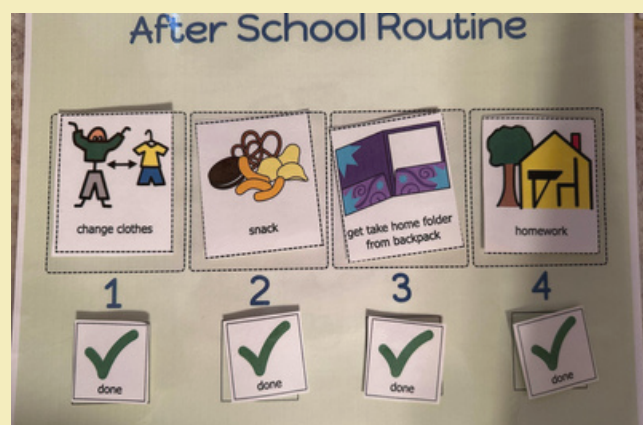 After School Routine
change clothes
snack
get take home folder
from backpack
homework
1
2
3
4
done
done
done
done